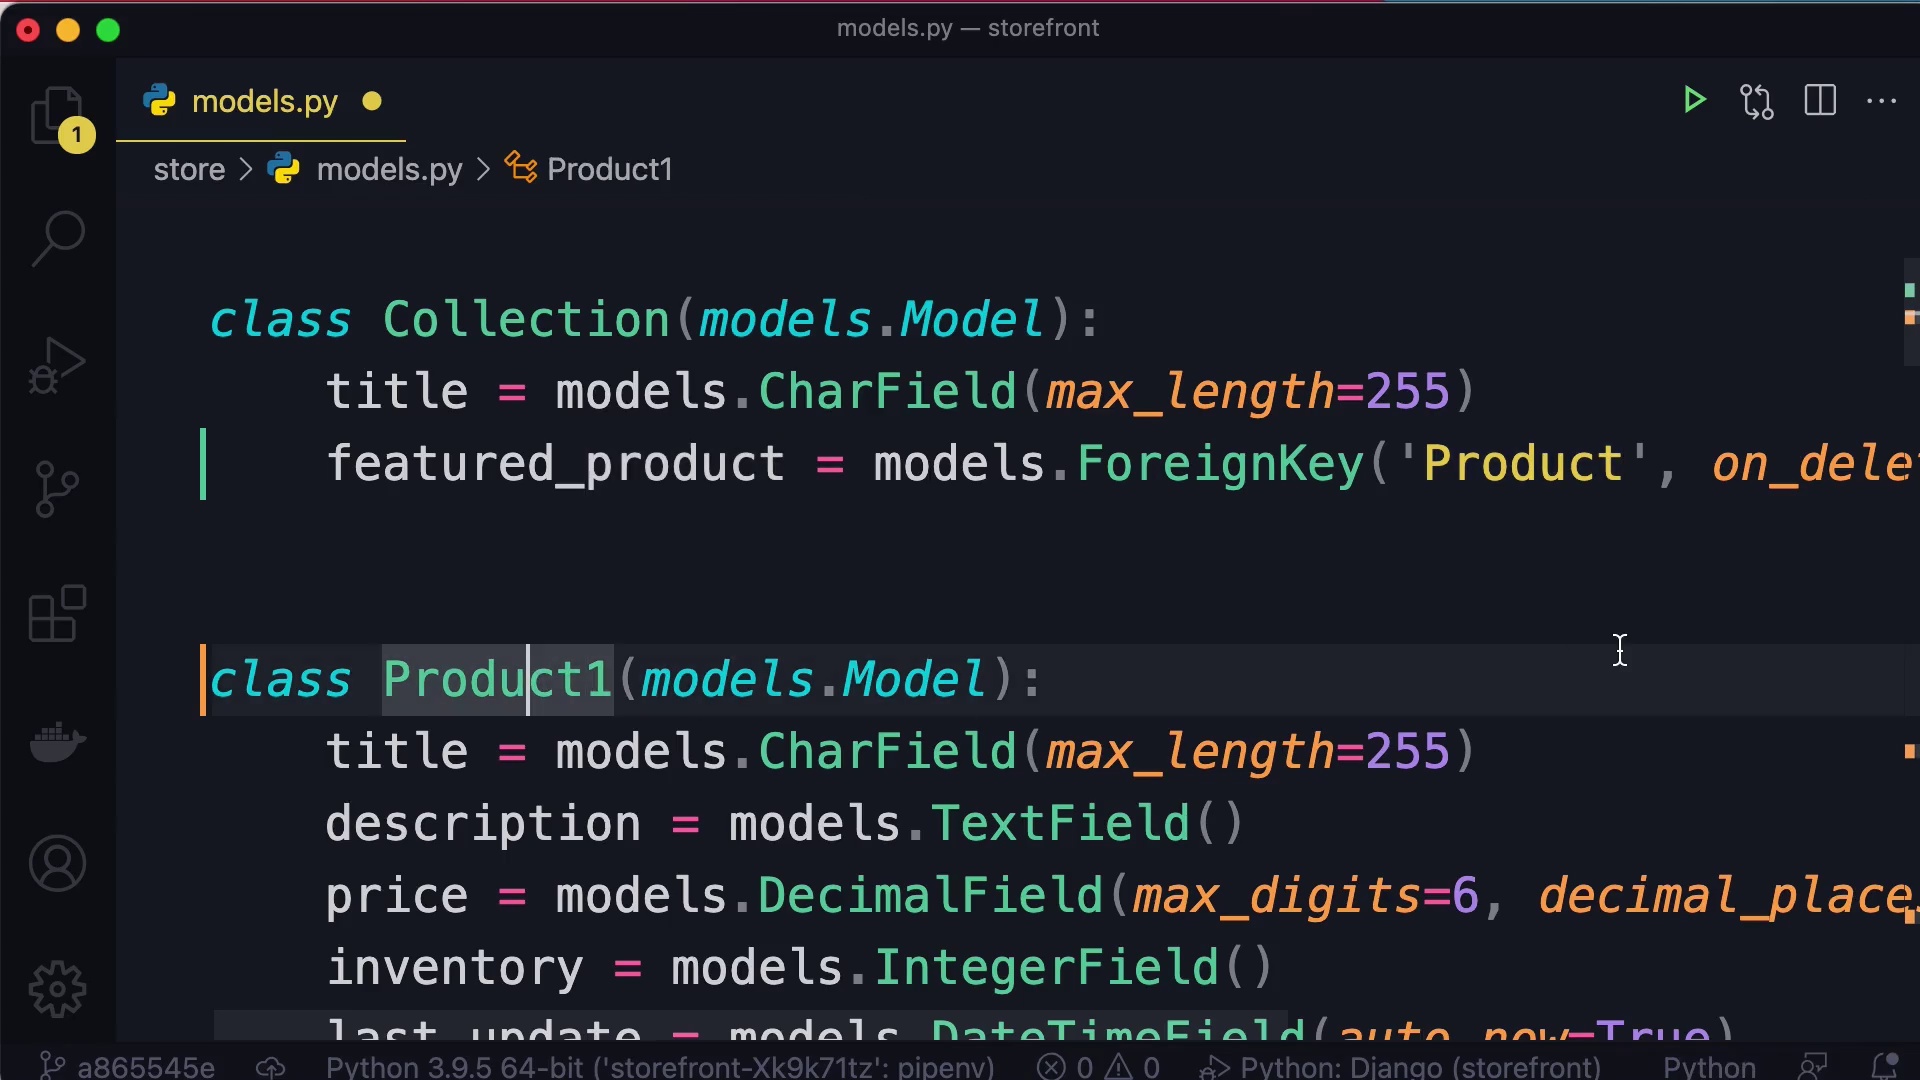 models.py — storefront
models.py
1
store > models.py > Product1
class Collection(models.Model):
title = models.CharField(max_length=255)
featured_product = models.ForeignKey('Product', on_delet
class Product1(models.Model):
title = models.CharField(max_length=255)
description = models.TextField()
price = models.DecimalField(max_digits=6, decimal_place
inventory = models.IntegerField()
last_update = models.DateTimeField(auto_now=True)
a865545e Python 3.9.5 64-bit ('storefront-Xk9k71tz': pipenv) 0 0 Python: Django (storefront) Python